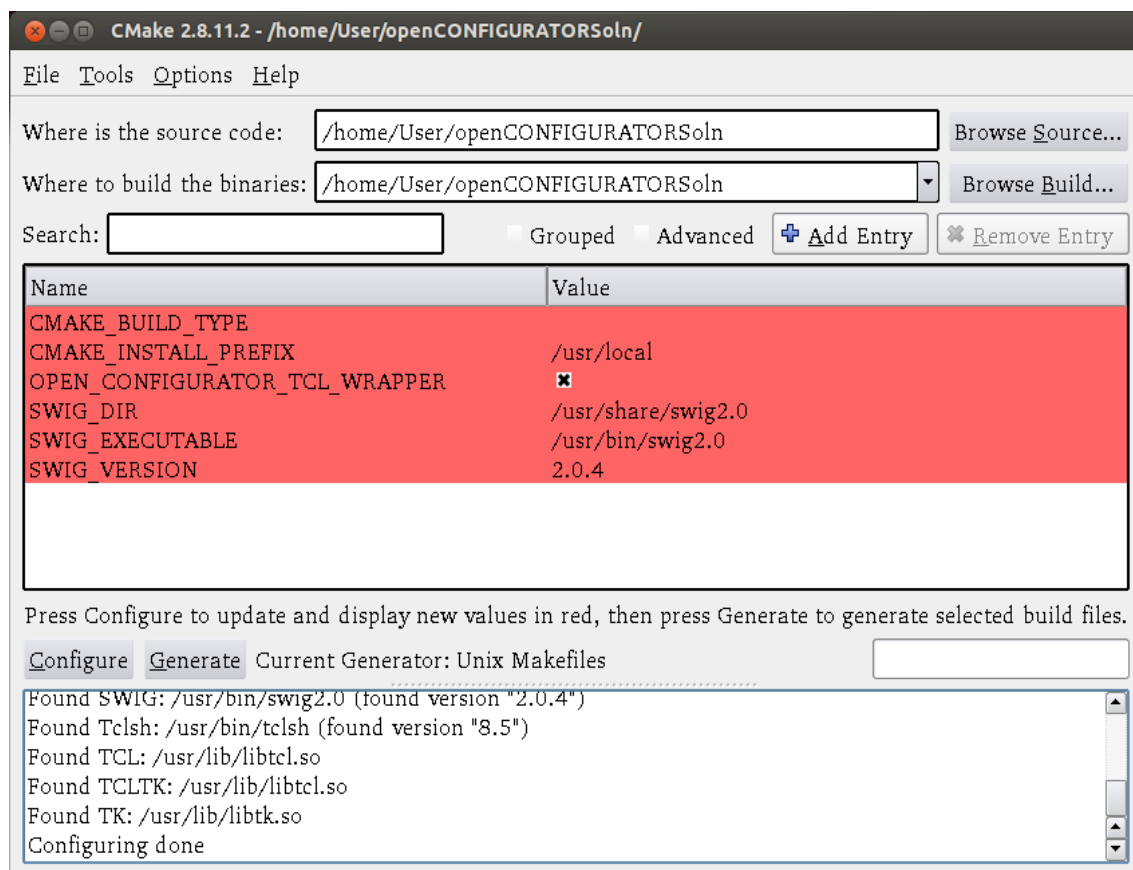 CMake 2.8.11.2 - /home/User/openCONFIGURATORSoln/
File Tools Options Help
Where is the source code: /home/User/openCONFIGURATORSoln Browse Source...
Where to build the binaries: /home/User/openCONFIGURATORSoln Browse Build...
Search: Grouped Advanced Add Entry Remove Entry
Name Value
CMAKE_BUILD_TYPE
CMAKE_INSTALL_PREFIX /usr/local
OPEN_CONFIGURATOR_TCL_WRAPPER
SWIG_DIR /usr/share/swig2.0
SWIG_EXECUTABLE /usr/bin/swig2.0
SWIG_VERSION 2.0.4
Press Configure to update and display new values in red, then press Generate to generate selected build files.
Configure Generate Current Generator: Unix Makefiles
Found SWIG: /usr/bin/swig2.0 (found version "2.0.4")
Found Tclsh: /usr/bin/tclsh (found version "8.5")
Found TCL: /usr/lib/libtcl.so
Found TCLTK: /usr/lib/libtcl.so
Found TK: /usr/lib/libtk.so
Configuring done